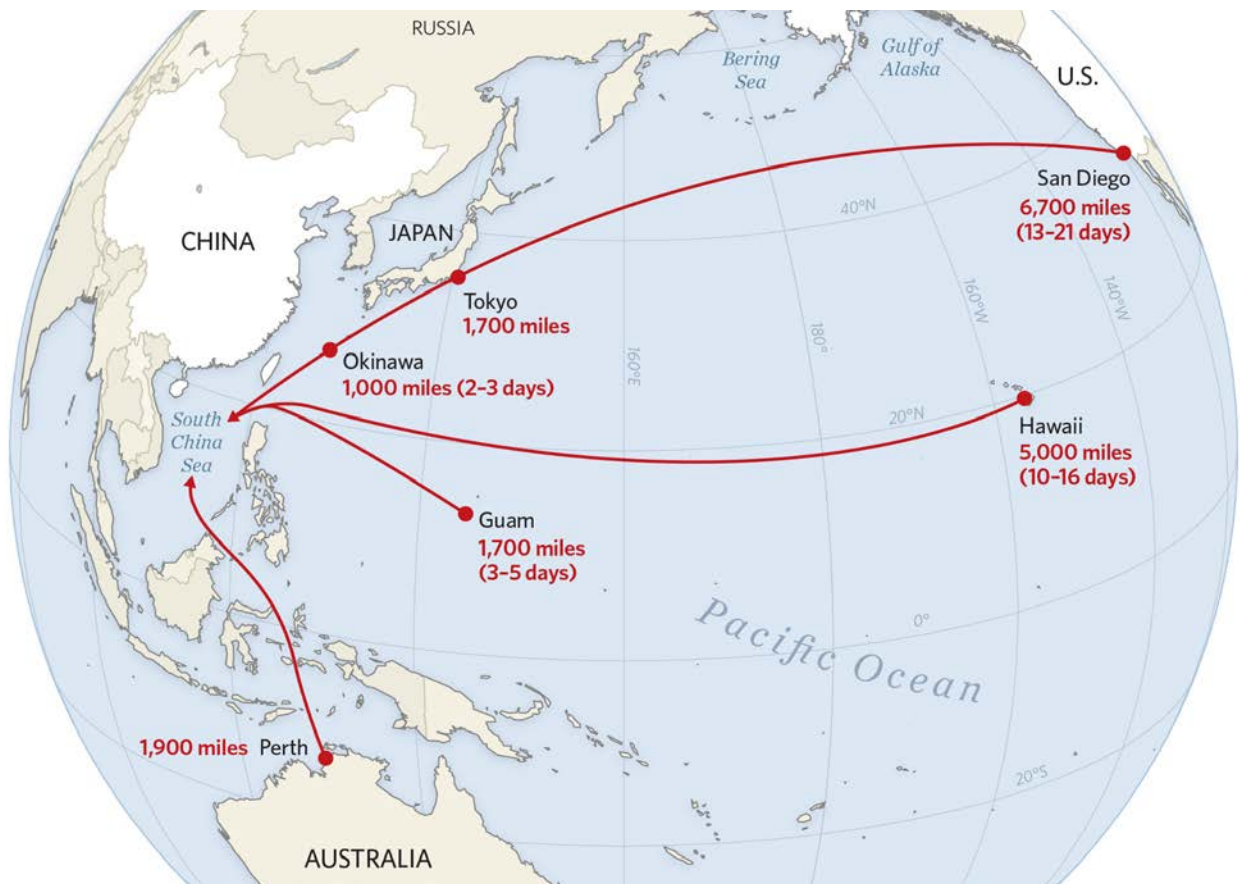 RUSSIA
Bering
Sea
Gulf of
Alaska
U.S.
San Diego
6,700 miles
(13–21 days)
40°N
CHINA
JAPAN
Tokyo
1,700 miles
160°W
140°W
180°
160°E
Okinawa
1,000 miles (2–3 days)
South
China
Sea
20°N
Hawaii
5,000 miles
(10–16 days)
Guam
1,700 miles
(3–5 days)
Pacific Ocean
0°
1,900 miles Perth
20°S
AUSTRALIA